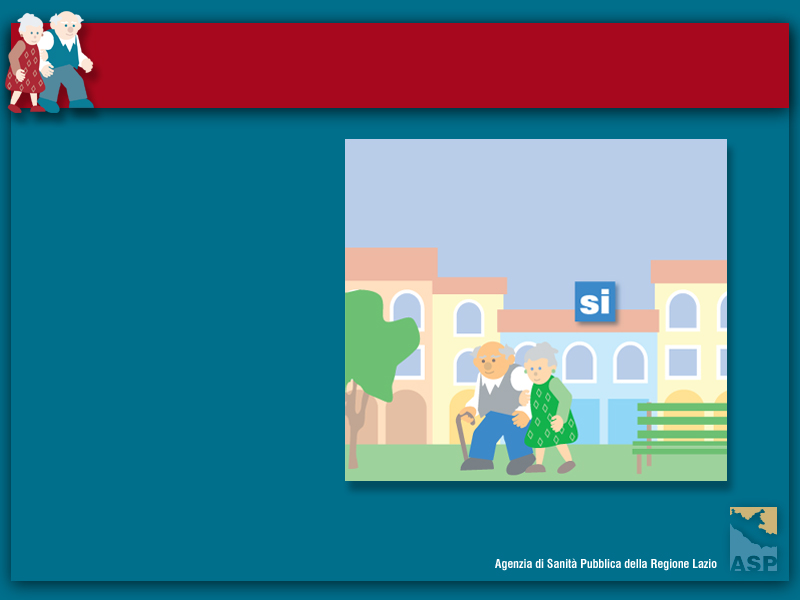 si
Agenzia di Sanità Pubblica della Regione Lazio
ASP